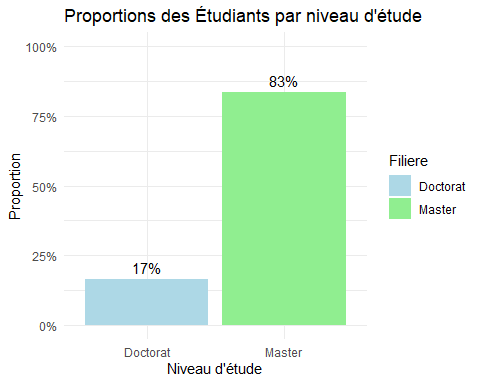 Proportions des Étudiants par niveau d'étude
100%
75%
50%
25%
0%
Proportion
83%
17%
Doctorat
Master
Niveau d'étude
Filiere
Doctorat
Master